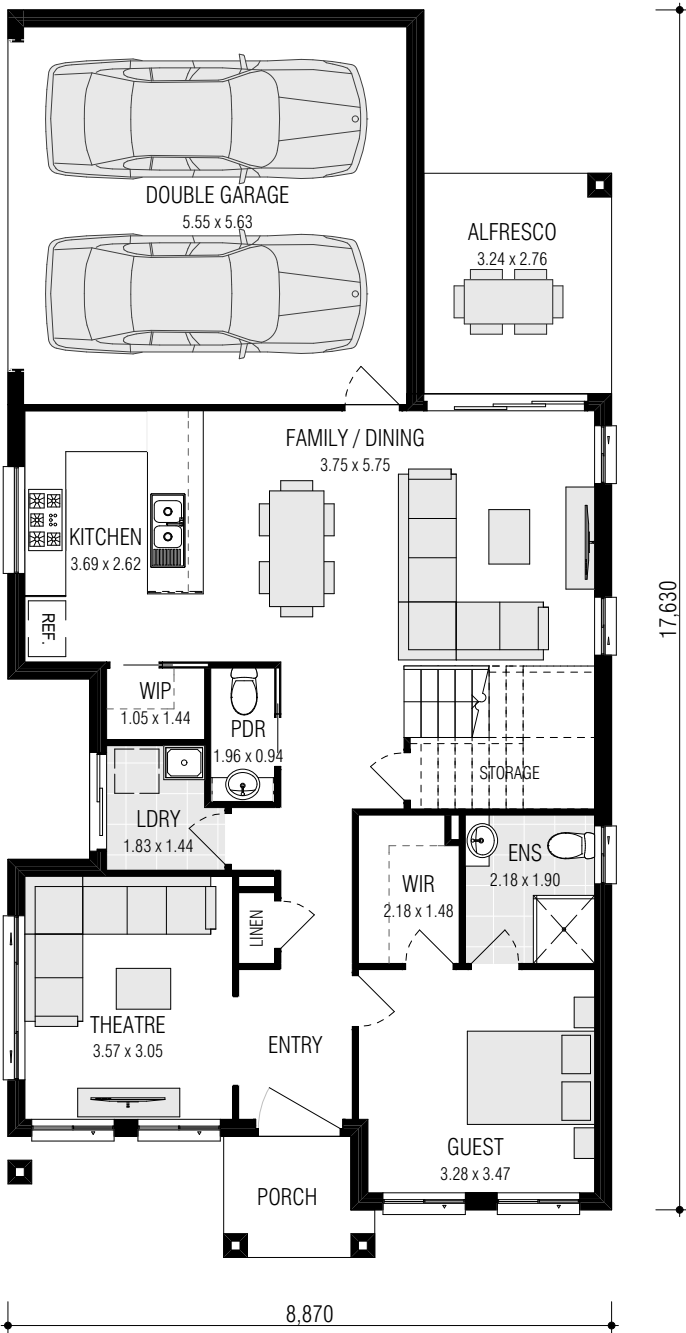 DOUBLE GARAGE
5.55 x 5.63
ALFRESCO
3.24 x 2.76
FAMILY / DINING
3.75 x 5.75
KITCHEN
3.69 x 2.62
REF.
17,630
WIP
1.05 x 1.44
PDR
1.96 x 0.94
STORAGE
LDRY
1.83 x 1.44
ENS
2.18 x 1.90
WIR
2.18 x 1.48
LINEN
THEATRE
3.57 x 3.05
ENTRY
GUEST
3.28 x 3.47
PORCH
8,870